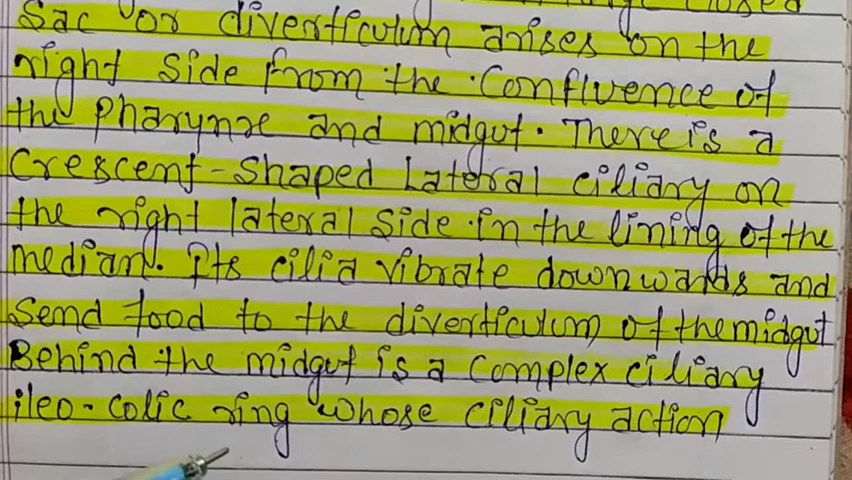 closed
Sac or diverticulum arises on the
right side from the confluence of
the pharynx and midgut. There is a
Crescent-shaped Lateral ciliary on
the right lateral side in the lining of the
median. Its cilia vibrate downwards and
Send food to the diverticulum of the midgut
Behind the midgut is a complex ciliary
ileo-colic ring whose ciliary action